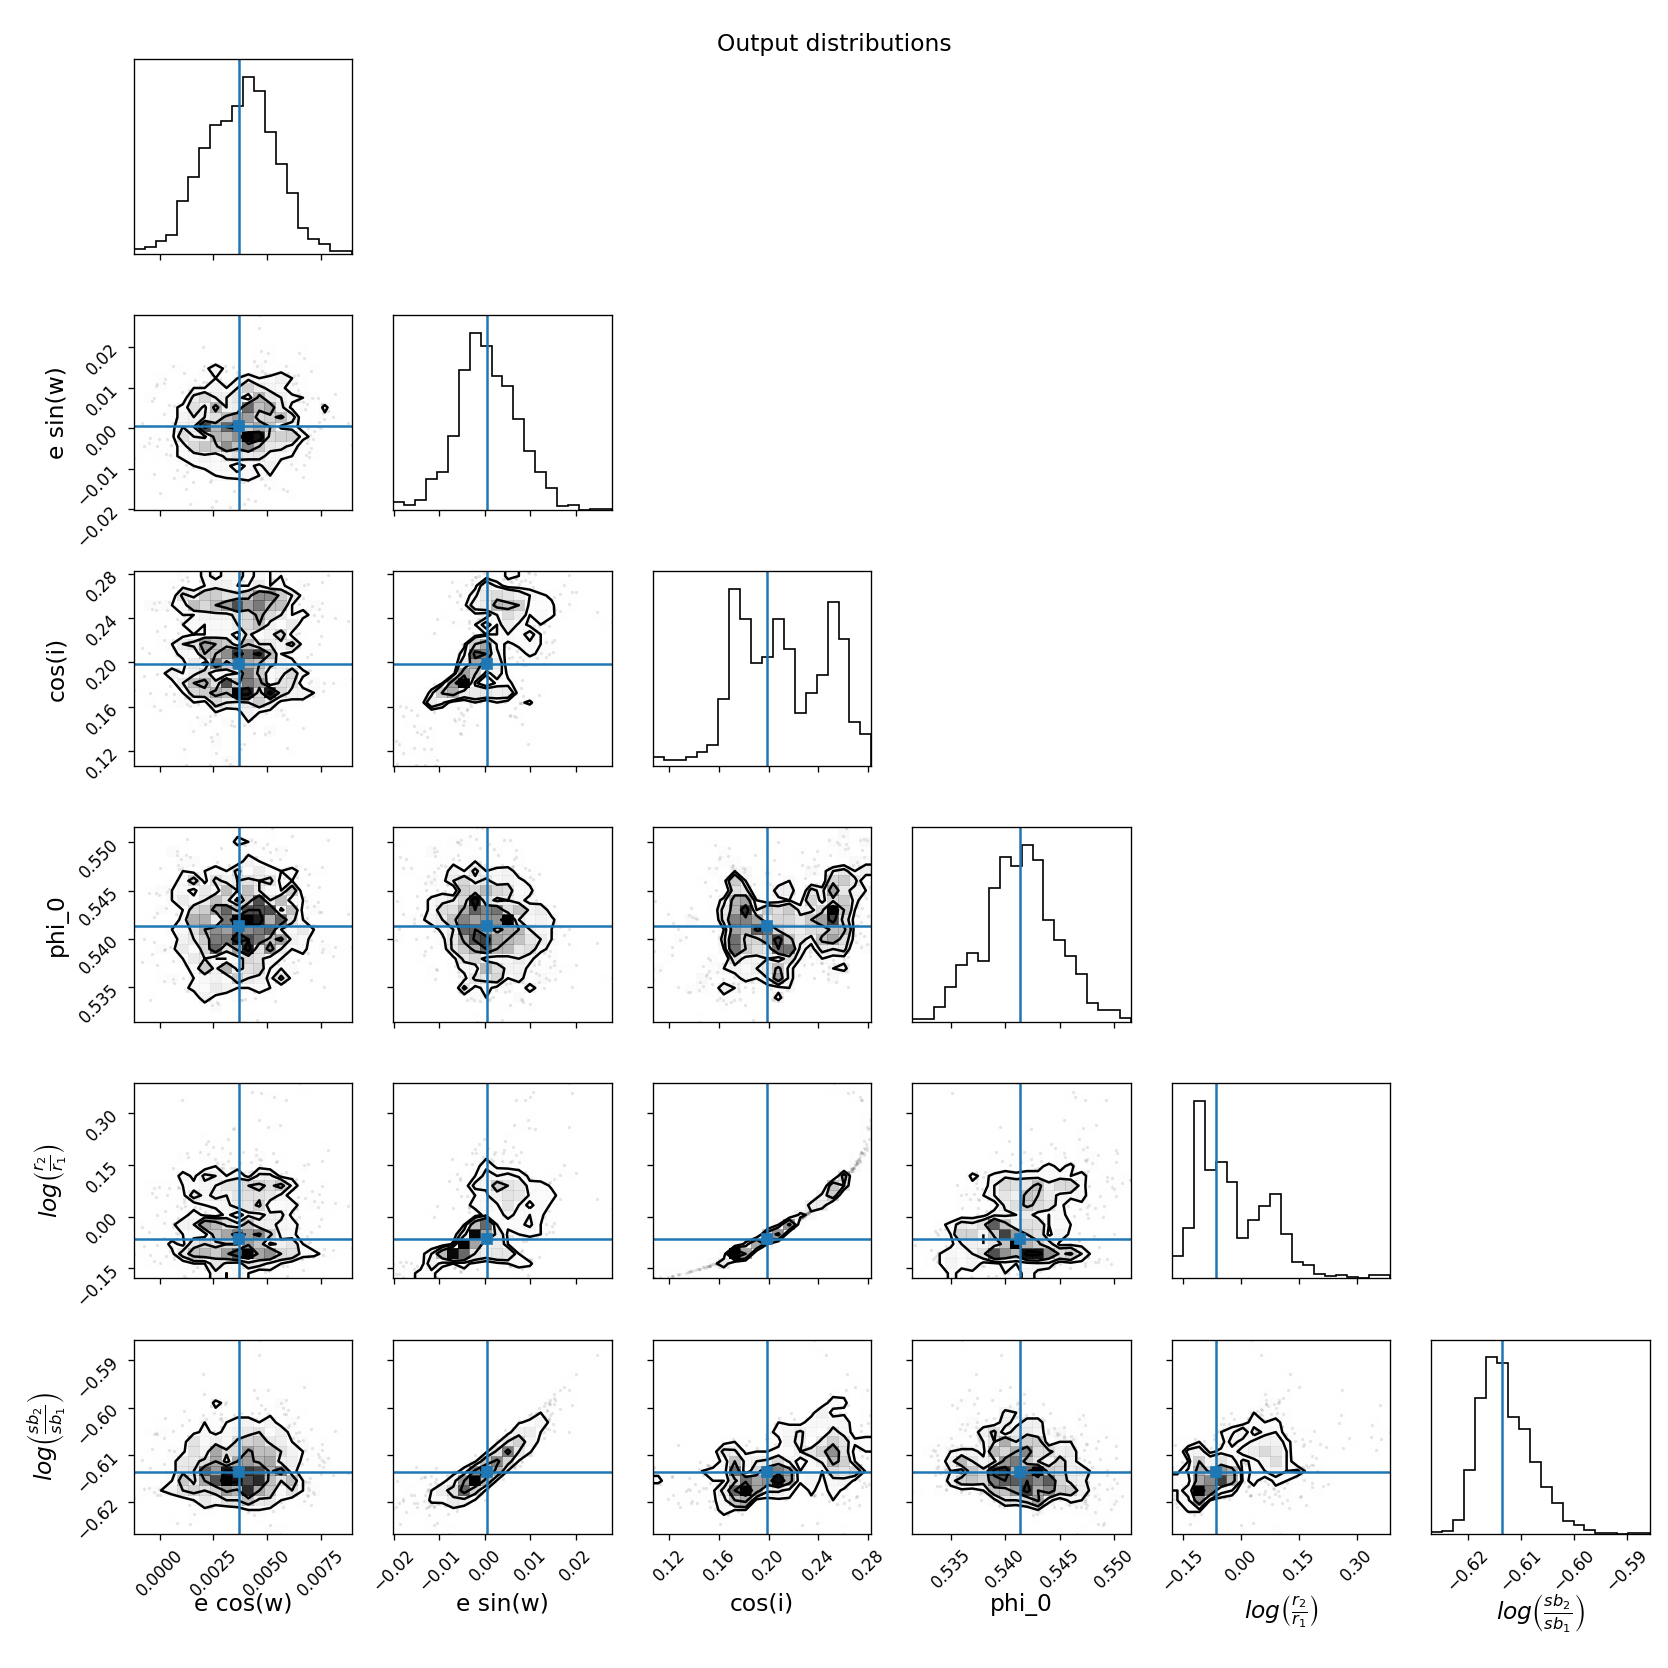 Output distributions
e sin(w)
0.02
0.01
0.00
−0.01
−0.02
cos(i)
0.28
0.24
0.20
0.16
0.12
phi_0
0.550
0.545
0.540
0.535
log(r₂/r₁)
0.30
0.15
0.00
−0.15
log(sb₂/sb₁)
−0.59
−0.60
−0.61
−0.62
0.0000 0.0025 0.0050 0.0075
−0.02 −0.01 0.00 0.01 0.02
0.12 0.16 0.20 0.24 0.28
0.535 0.540 0.545 0.550
−0.15 0.00 0.15 0.30
−0.62 −0.61 −0.60 −0.59
e cos(w)
e sin(w)
cos(i)
phi_0
log(r₂/r₁)
log(sb₂/sb₁)